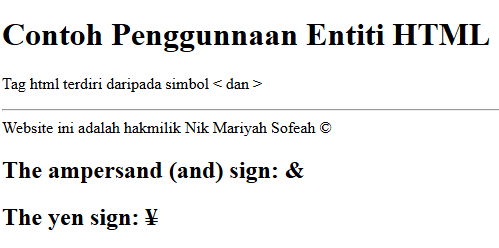 Contoh Penggunnaan Entiti HTML
Tag html terdiri daripada simbol < dan >
Website ini adalah hakmilik Nik Mariyah Sofeah ©
The ampersand (and) sign: &
The yen sign: ¥